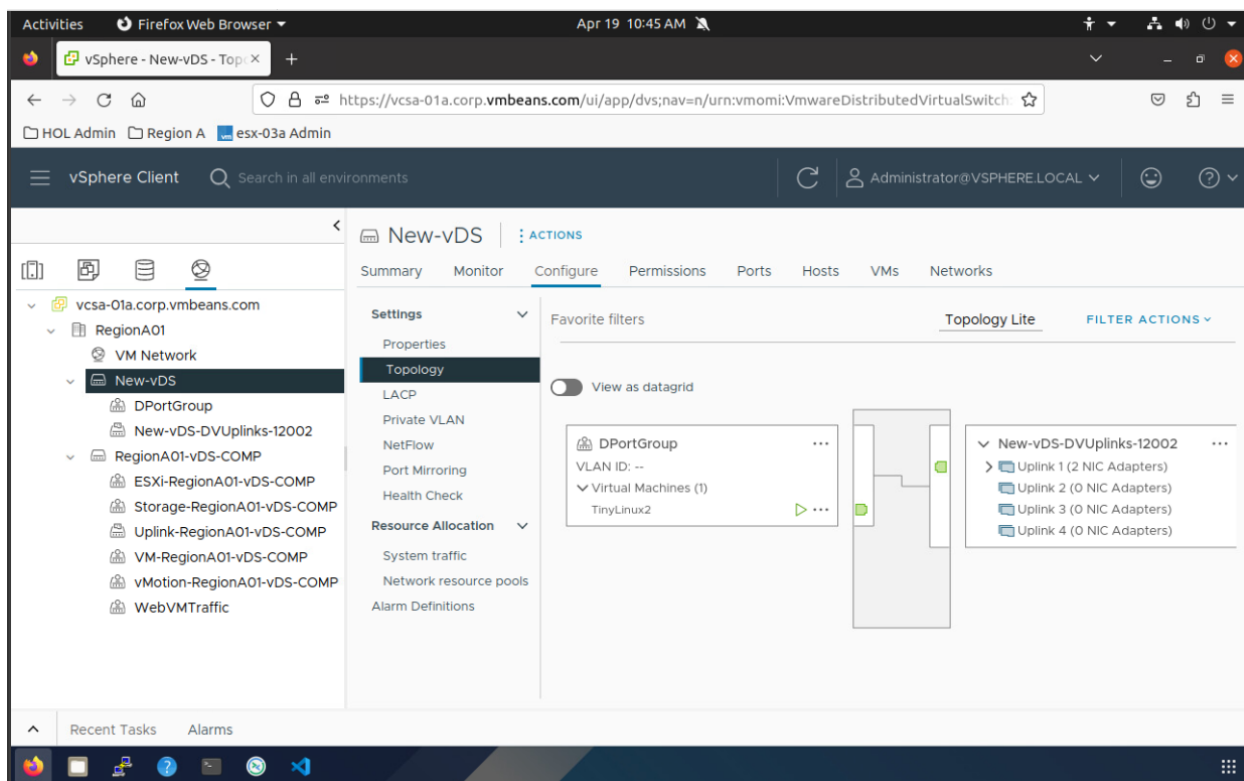 Activities Firefox Web Browser Apr 19 10:45 AM
vSphere - New-vDS - Topo
https://vcsa-01a.corp.vmbeans.com/ui/app/dvs;nav=n/urn:vmomi:VmwareDistributedVirtualSwitch:
HOL Admin Region A esx-03a Admin
vSphere Client Search in all environments Administrator@VSPHERE.LOCAL
New-vDS ACTIONS
Summary Monitor Configure Permissions Ports Hosts VMs Networks
vcsa-01a.corp.vmbeans.com
RegionA01
VM Network
New-vDS
DPortGroup
New-vDS-DVUplinks-12002
RegionA01-vDS-COMP
ESXi-RegionA01-vDS-COMP
Storage-RegionA01-vDS-COMP
Uplink-RegionA01-vDS-COMP
VM-RegionA01-vDS-COMP
vMotion-RegionA01-vDS-COMP
WebVMTraffic
Settings
Properties
Topology
LACP
Private VLAN
NetFlow
Port Mirroring
Health Check
Resource Allocation
System traffic
Network resource pools
Alarm Definitions
Favorite filters Topology Lite FILTER ACTIONS
View as datagrid
DPortGroup ...
VLAN ID: --
Virtual Machines (1)
TinyLinux2 ...
New-vDS-DVUplinks-12002 ...
Uplink 1 (2 NIC Adapters)
Uplink 2 (0 NIC Adapters)
Uplink 3 (0 NIC Adapters)
Uplink 4 (0 NIC Adapters)
Recent Tasks Alarms